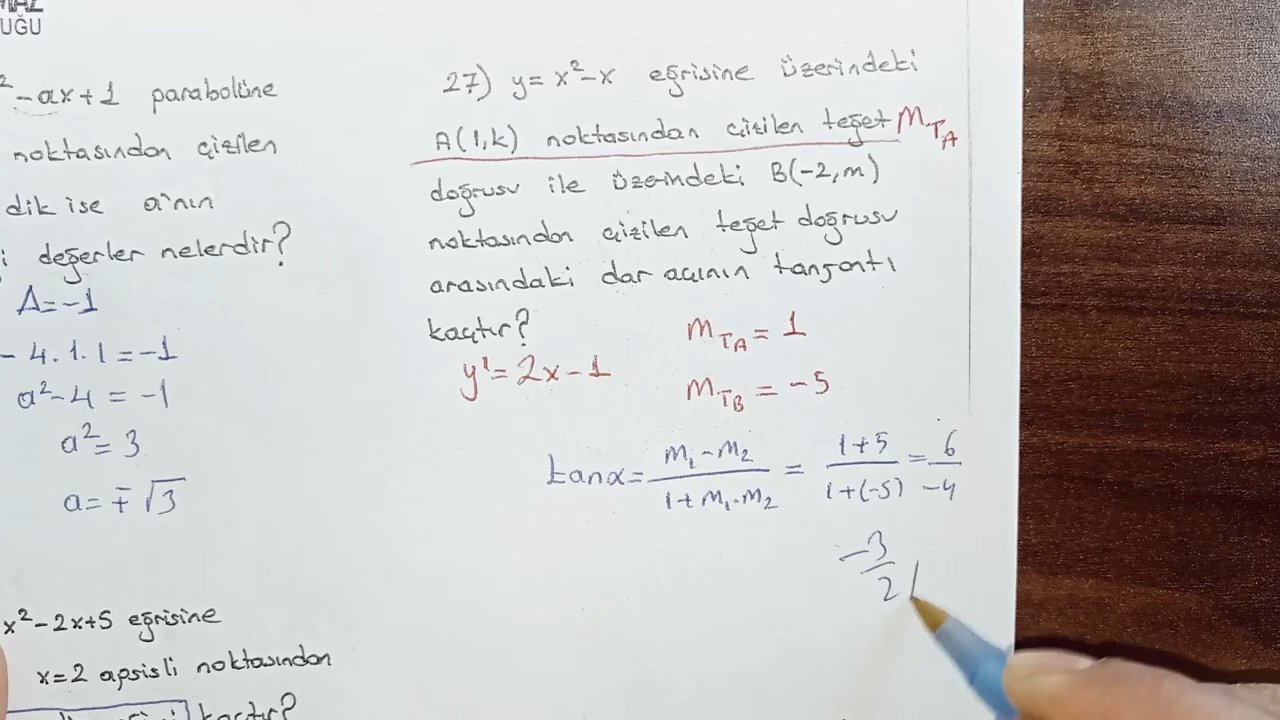 UĞU
-ax+1 parabolüne
noktasından çizilen
dik ise a'nın
değerler nelerdir?
Δ=-1
- 4.1.1 = -1
a²-4 = -1
a² = 3
a = ∓√3
x²-2x+5 eğrisine
x=2 apsisli noktasından
kaçtır?
27) y= x²-x eğrisine üzerindeki
A(1,k) noktasından çizilen teğet m_TA
doğrusu ile üzerindeki B(-2,m)
noktasından çizilen teğet doğrusu
arasındaki dar açının tanjantı
kaçtır?
m_TA = 1
y' = 2x-1
m_TB = -5
tanα = (m₁-m₂)/(1+m₁.m₂) = (1+5)/(1+(-5)) = 6/-4
-3/2